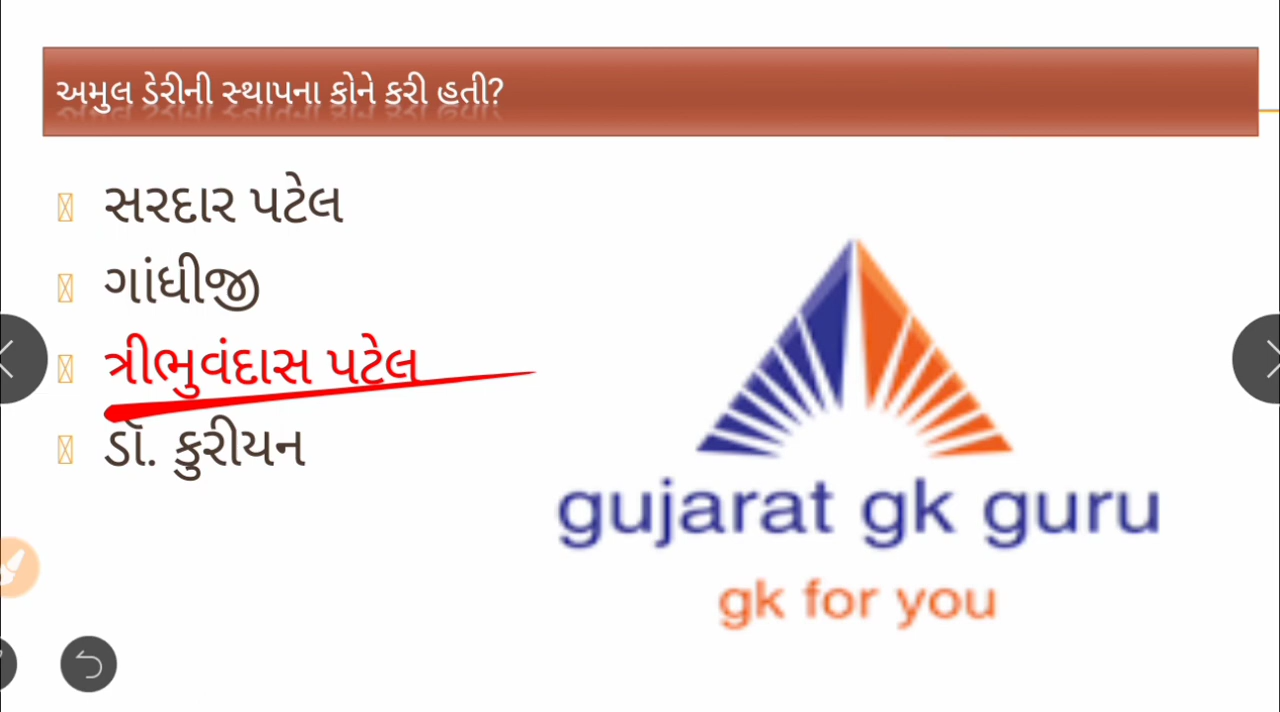 અમુલ ડેરીની સ્થાપના કોને કરી હતી?
સરદાર પટેલ
ગાંધીજી
ત્રીભુવંદાસ પટેલ
ડૉ. કુરીયન
gujarat gk guru
gk for you